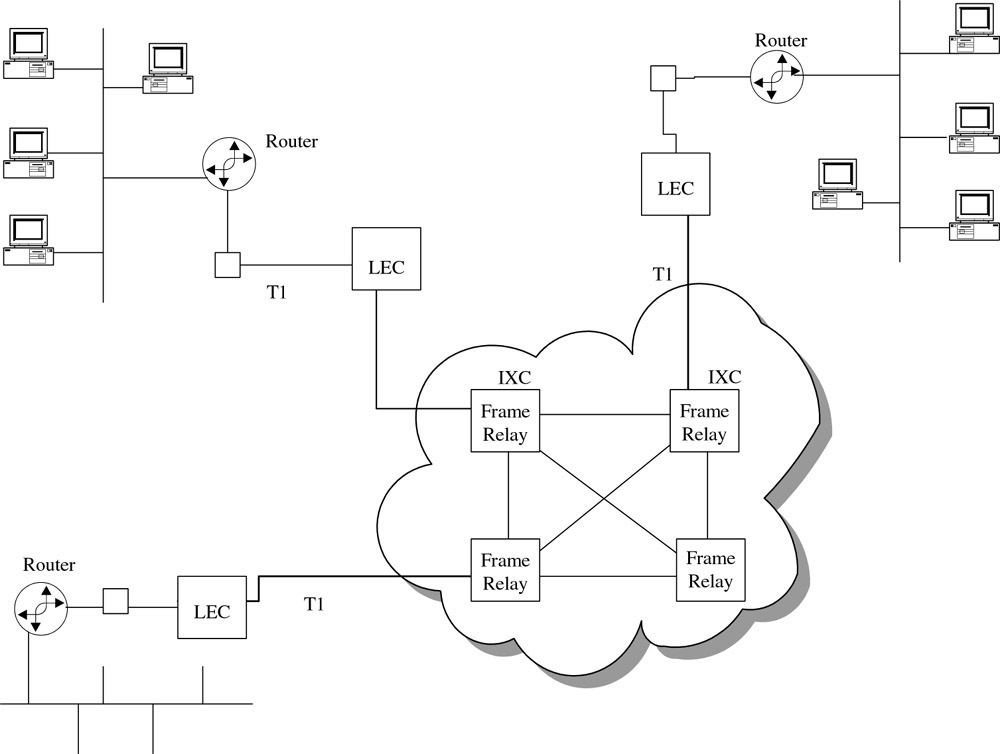 Router
Router
LEC
LEC
T1
T1
IXC
IXC
Frame
Relay
Frame
Relay
Frame
Relay
Frame
Relay
Router
LEC
T1